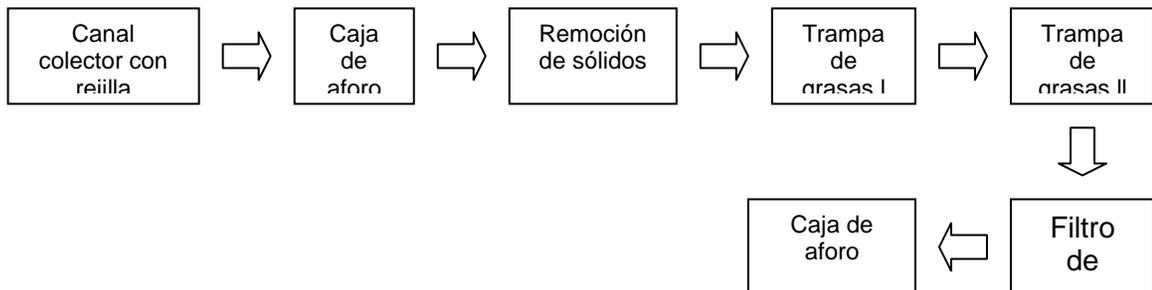 Canal
colector con
rejilla
Caja
de
aforo
Remoción
de sólidos
Trampa
de
grasas I
Trampa
de
grasas II
Filtro
de
Caja de
aforo